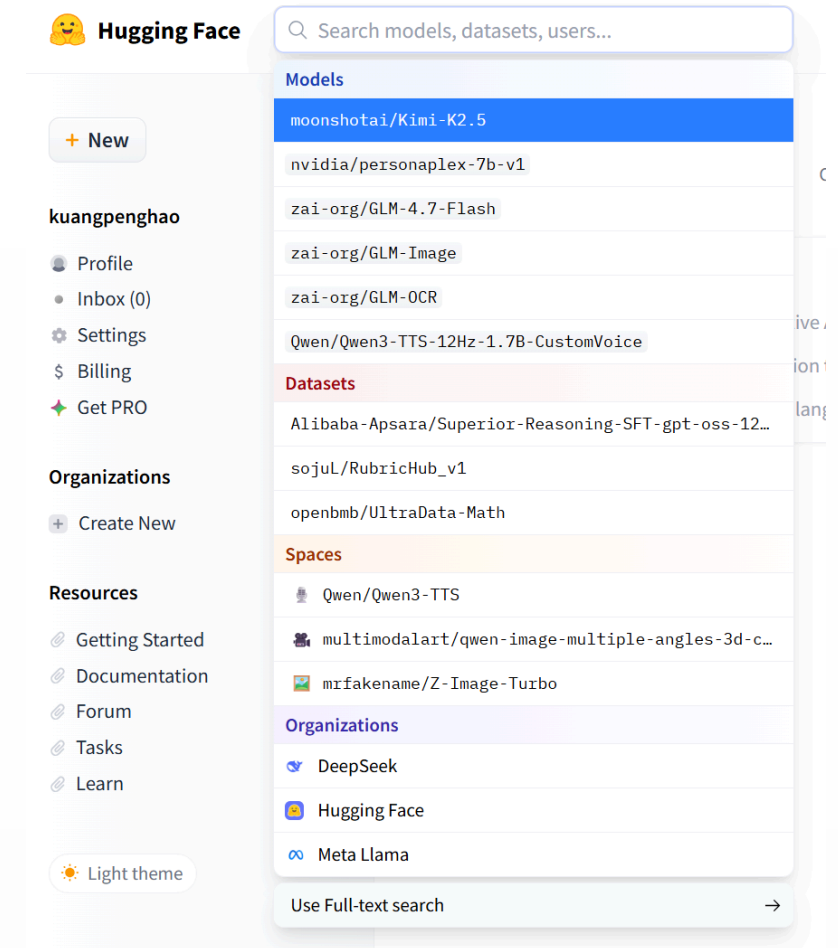 Hugging Face
Search models, datasets, users...
+ New
kuangpenghao
Profile
Inbox (0)
Settings
Billing
Get PRO
Organizations
Create New
Resources
Getting Started
Documentation
Forum
Tasks
Learn
Light theme
Models
moonshotai/Kimi-K2.5
nvidia/personaplex-7b-v1
zai-org/GLM-4.7-Flash
zai-org/GLM-Image
zai-org/GLM-OCR
Qwen/Qwen3-TTS-12Hz-1.7B-CustomVoice
Datasets
Alibaba-Apsara/Superior-Reasoning-SFT-gpt-oss-12…
sojuL/RubricHub_v1
openbmb/UltraData-Math
Spaces
Qwen/Qwen3-TTS
multimodalart/qwen-image-multiple-angles-3d-c…
mrfakename/Z-Image-Turbo
Organizations
DeepSeek
Hugging Face
Meta Llama
Use Full-text search →